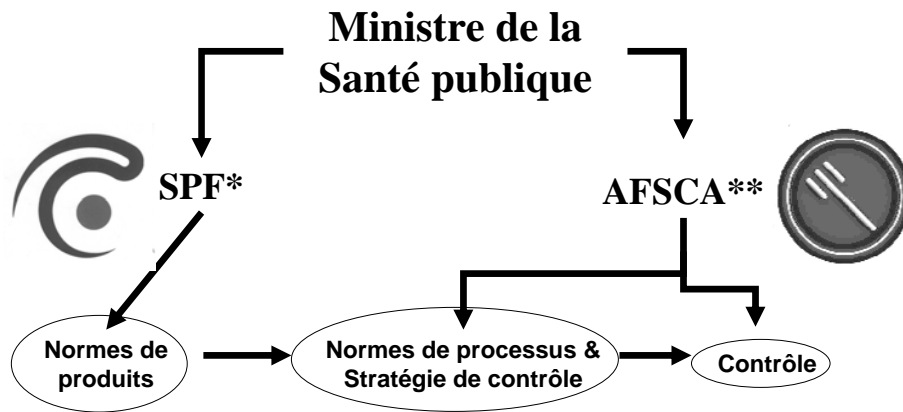 Ministre de la
Santé publique
SPF*
AFSCA**
Normes de
produits
Normes de processus &
Stratégie de contrôle
Contrôle